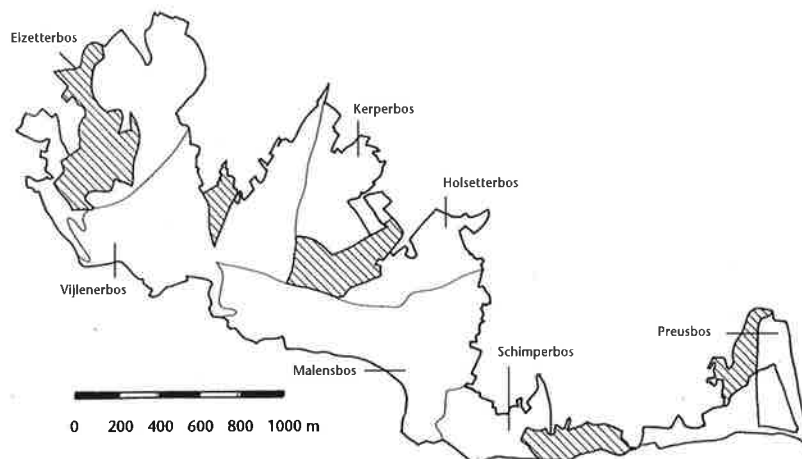 Eizetterbos
Kerperbos
Holsetterbos
Vijlenerbos
Preusbos
Schimperbos
Malensbos
0 200 400 600 800 1000 m